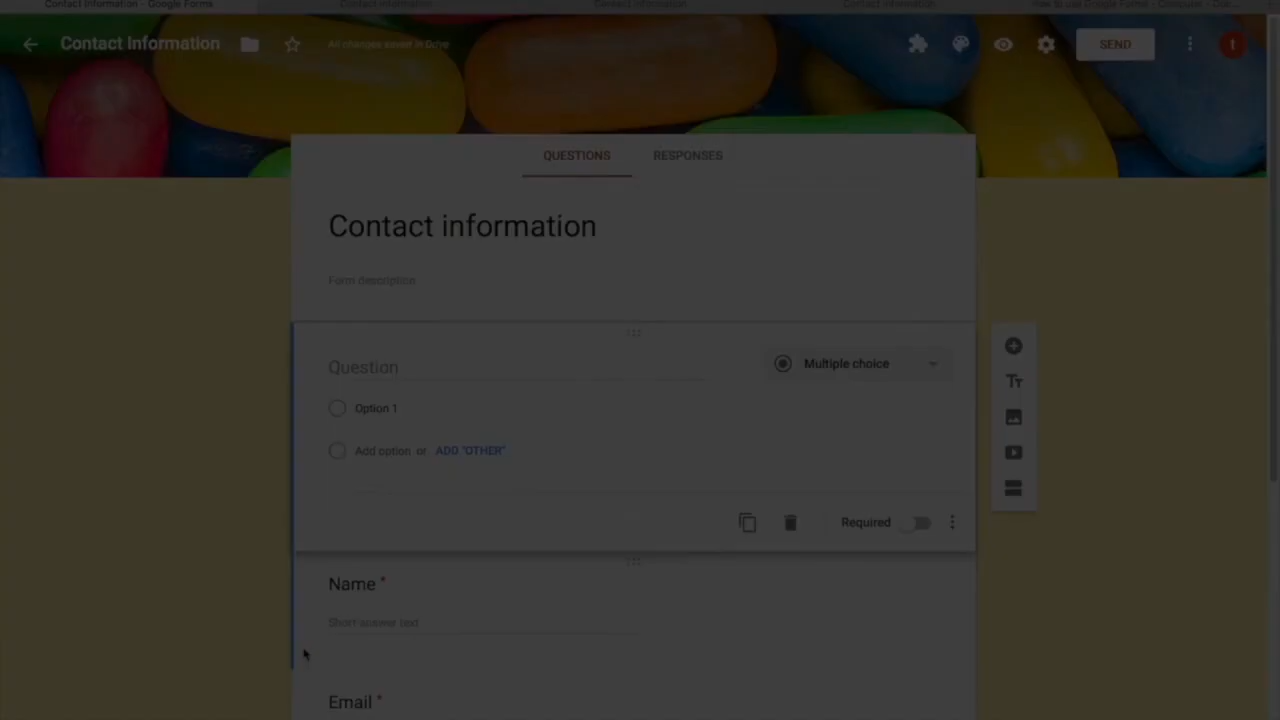 Contact Information - Google Forms
Contact information
Contact information
Contact information
How to use Google Forms - Computer - Doc...
Contact Information
All changes saved in Drive
SEND
t
QUESTIONS
RESPONSES
Contact information
Form description
Question
Multiple choice
Option 1
Add option or ADD "OTHER"
Required
Name *
Short-answer text
Email *